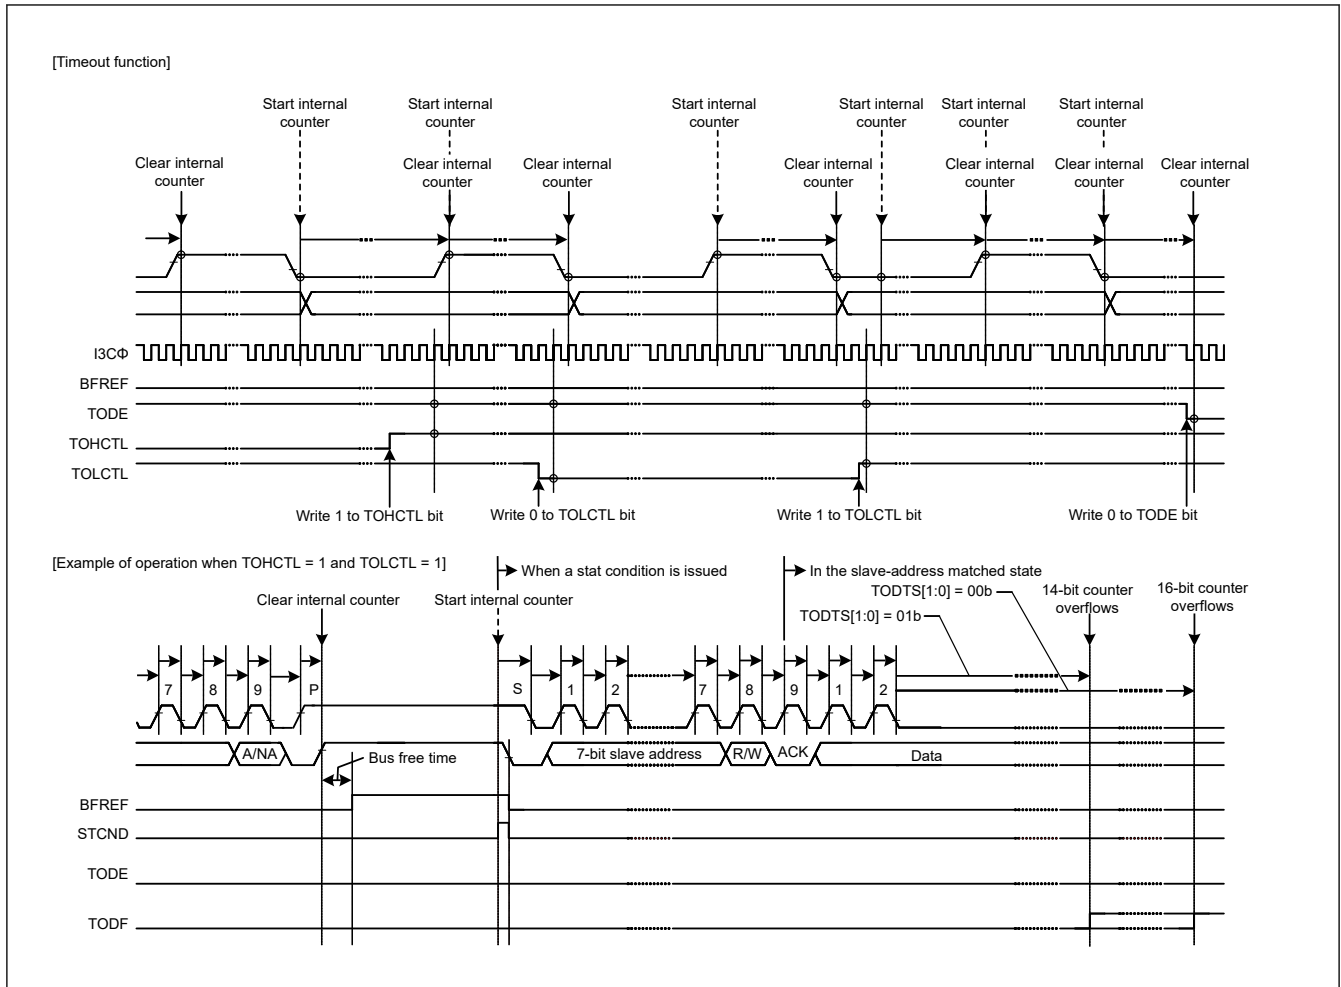 [Timeout function]
Start internal
counter
Start internal
counter
Start internal
counter
Start internal
counter
Start internal
counter
Start internal
counter
Clear internal
counter
Clear internal
counter
Clear internal
counter
Clear internal
counter
Clear internal
counter
Clear internal
counter
Clear internal
counter
I3CΦ
BFREF
TODE
TOHCTL
TOLCTL
Write 1 to TOHCTL bit
Write 0 to TOLCTL bit
Write 1 to TOLCTL bit
Write 0 to TODE bit
[Example of operation when TOHCTL = 1 and TOLCTL = 1]
When a stat condition is issued
In the slave-address matched state
Clear internal counter
Start internal counter
TODTS[1:0] = 00b
TODTS[1:0] = 01b
14-bit counter
overflows
16-bit counter
overflows
7 8 9 P S 1 2 7 8 9 1 2
A/NA
Bus free time
7-bit slave address
R/W
ACK
Data
BFREF
STCND
TODE
TODF